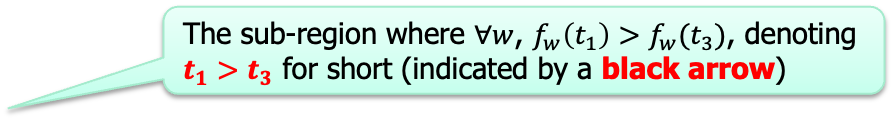 The sub-region where ∀w, f_w(t_1) > f_w(t_3), denoting
t_1 > t_3 for short (indicated by a black arrow)